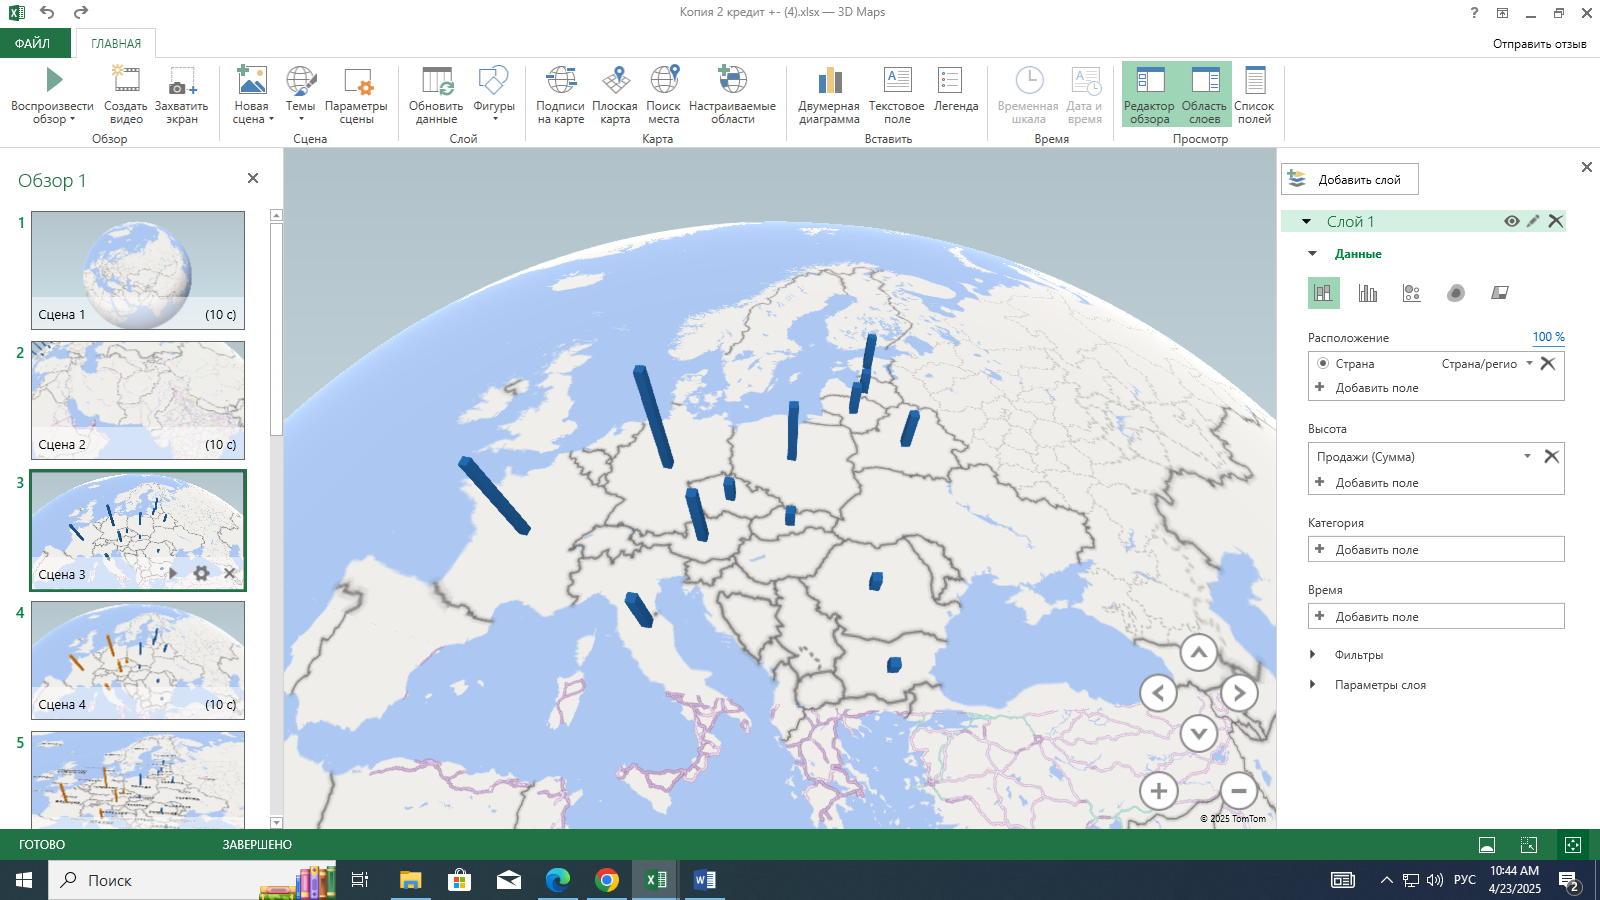 Копия 2 кредит +- (4).xlsx — 3D Maps
?
ФАЙЛ
ГЛАВНАЯ
Отправить отзыв
Воспроизвести обзор
Создать видео
Захватить экран
Обзор
Новая сцена
Темы
Параметры сцены
Сцена
Обновить данные
Фигуры
Слой
Подписи на карте
Плоская карта
Поиск места
Настраиваемые области
Карта
Двумерная диаграмма
Текстовое поле
Легенда
Вставить
Временная шкала
Дата и время
Время
Редактор обзора
Область слоев
Список полей
Просмотр
Обзор 1
1
Сцена 1 (10 с)
2
Сцена 2 (10 с)
3
Сцена 3
4
Сцена 4 (10 с)
5
© 2025 TomTom
Добавить слой
Слой 1
Данные
Расположение 100 %
Страна Страна/регио
Добавить поле
Высота
Продажи (Сумма)
Добавить поле
Категория
Добавить поле
Время
Добавить поле
Фильтры
Параметры слоя
ГОТОВО ЗАВЕРШЕНО
Поиск
РУС
10:44 AM
4/23/2025
2